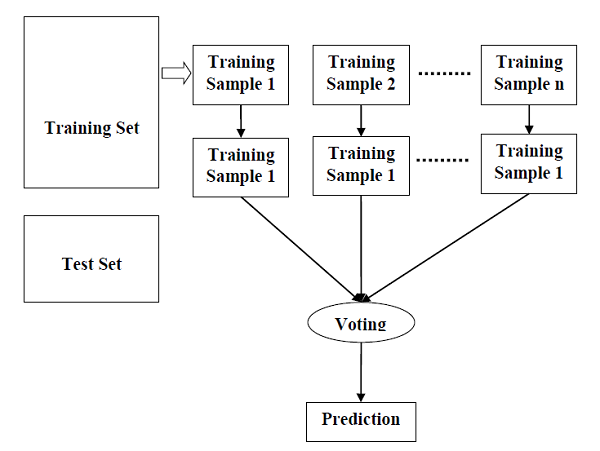 Training Set
Training
Sample 1
Training
Sample 2
Training
Sample n
Training
Sample 1
Training
Sample 1
Training
Sample 1
Test Set
Voting
Prediction